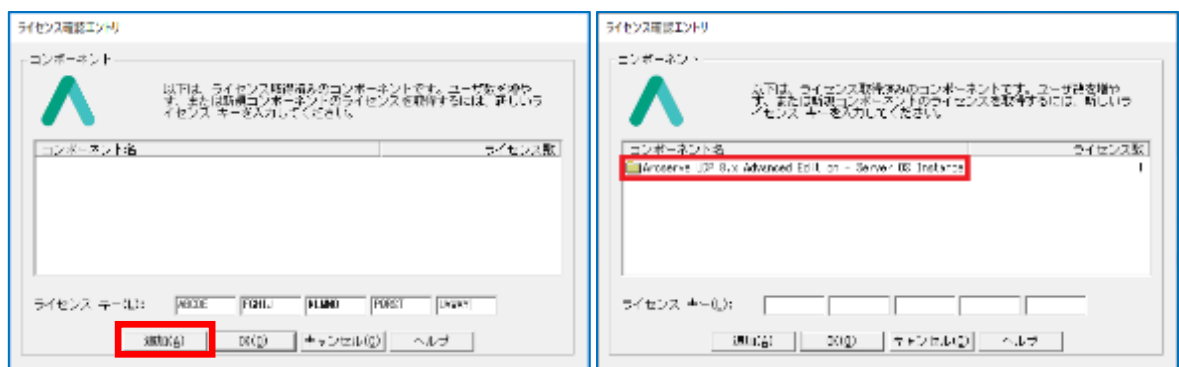 ライセンス確認エントリ
コンポーネント
以下は、ライセンス取得済みのコンポーネントです。ユーザ数を増や
す、または新規コンポーネントのライセンスを取得するには、新しいラ
イセンス キーを入力してください。
コンポーネント名 ライセンス数
ライセンス キー(L): ABCDE FGHIJ KLMNO PQRST
追加(A) OK(O) キャンセル(C) ヘルプ
ライセンス確認エントリ
コンポーネント
以下は、ライセンス取得済みのコンポーネントです。ユーザ数を増や
す、または新規コンポーネントのライセンスを取得するには、新しいラ
イセンス キーを入力してください。
コンポーネント名 ライセンス数
Arcserve UDP 8.x Advanced Edition - Server OS Instance 1
ライセンス キー(L):
追加(A) OK(O) キャンセル(C) ヘルプ